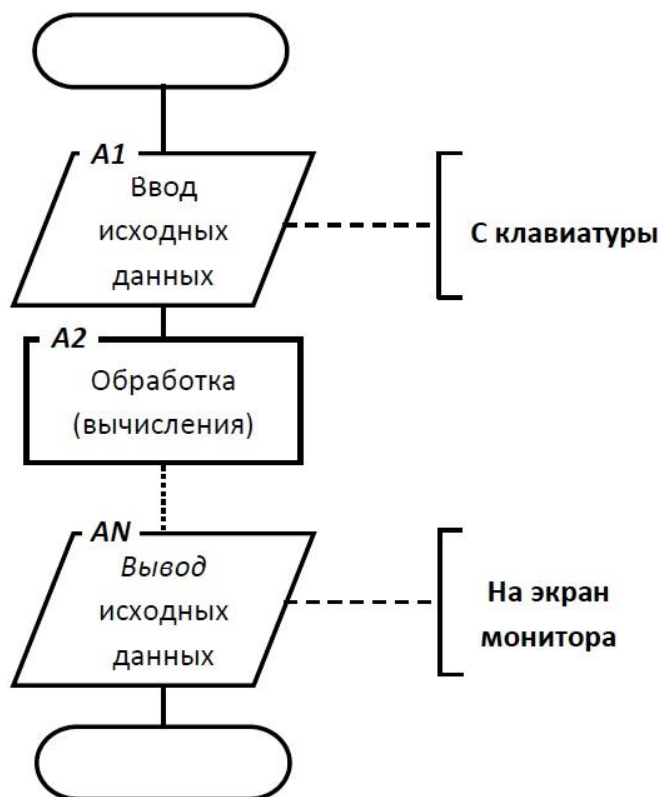 A1
Ввод
исходных
данных
С клавиатуры
A2
Обработка
(вычисления)
AN
Вывод
исходных
данных
На экран
монитора